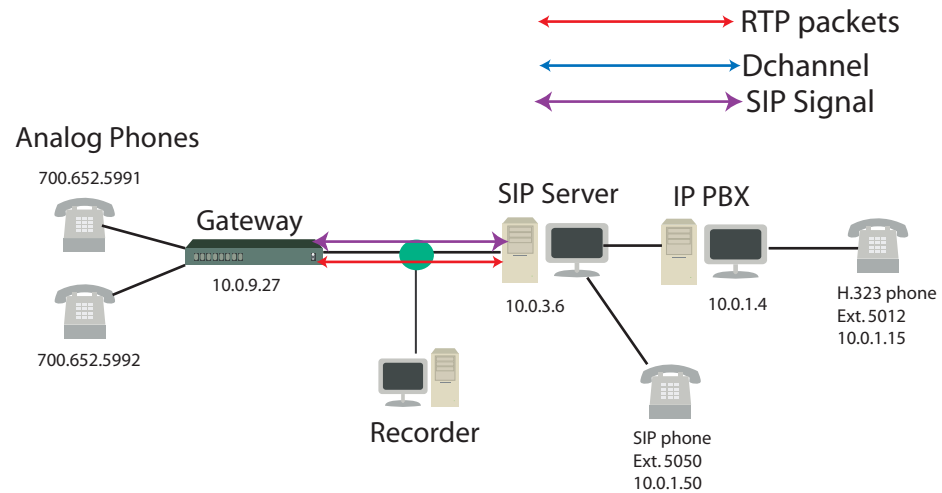 RTP packets
Dchannel
SIP Signal
Analog Phones
700.652.5991
Gateway
10.0.9.27
700.652.5992
SIP Server
10.0.3.6
IP PBX
10.0.1.4
H.323 phone
Ext. 5012
10.0.1.15
Recorder
SIP phone
Ext. 5050
10.0.1.50